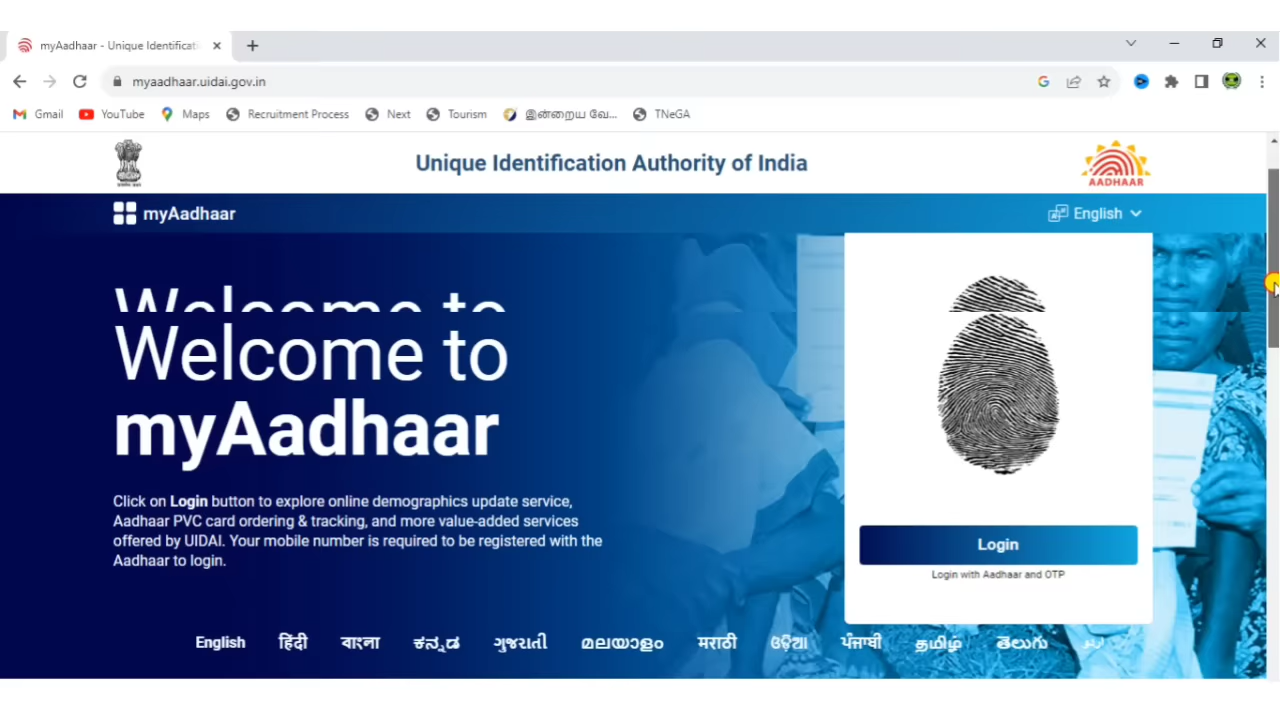 myAadhaar - Unique Identificati
myaadhaar.uidai.gov.in
Gmail YouTube Maps Recruitment Process Next Tourism இன்றைய வே... TNeGA
Unique Identification Authority of India
AADHAAR
myAadhaar
English
Welcome to
Welcome to
myAadhaar
Click on Login button to explore online demographics update service,
Aadhaar PVC card ordering & tracking, and more value-added services
offered by UIDAI. Your mobile number is required to be registered with the
Aadhaar to login.
Login
Login with Aadhaar and OTP
English हिंदी বাংলা ಕನ್ನಡ ગુજરાતી മലയാളം मराठी ଓଡ଼ିଆ ਪੰਜਾਬੀ தமிழ் తెలుగు